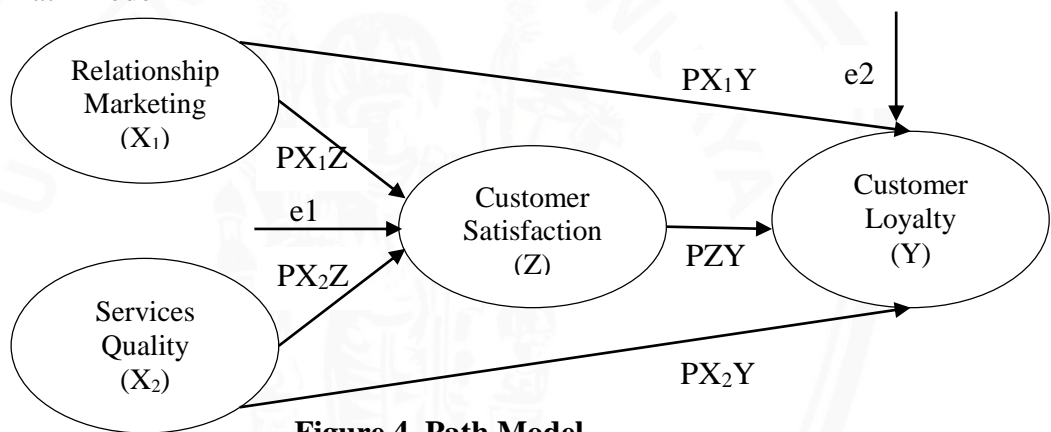 Relationship
Marketing
(X₁)
PX₁Y
e2
PX₁Z
Customer
Satisfaction
(Z)
e1
PZY
Customer
Loyalty
(Y)
PX₂Z
Services
Quality
(X₂)
PX₂Y
Figure 4. Path Model